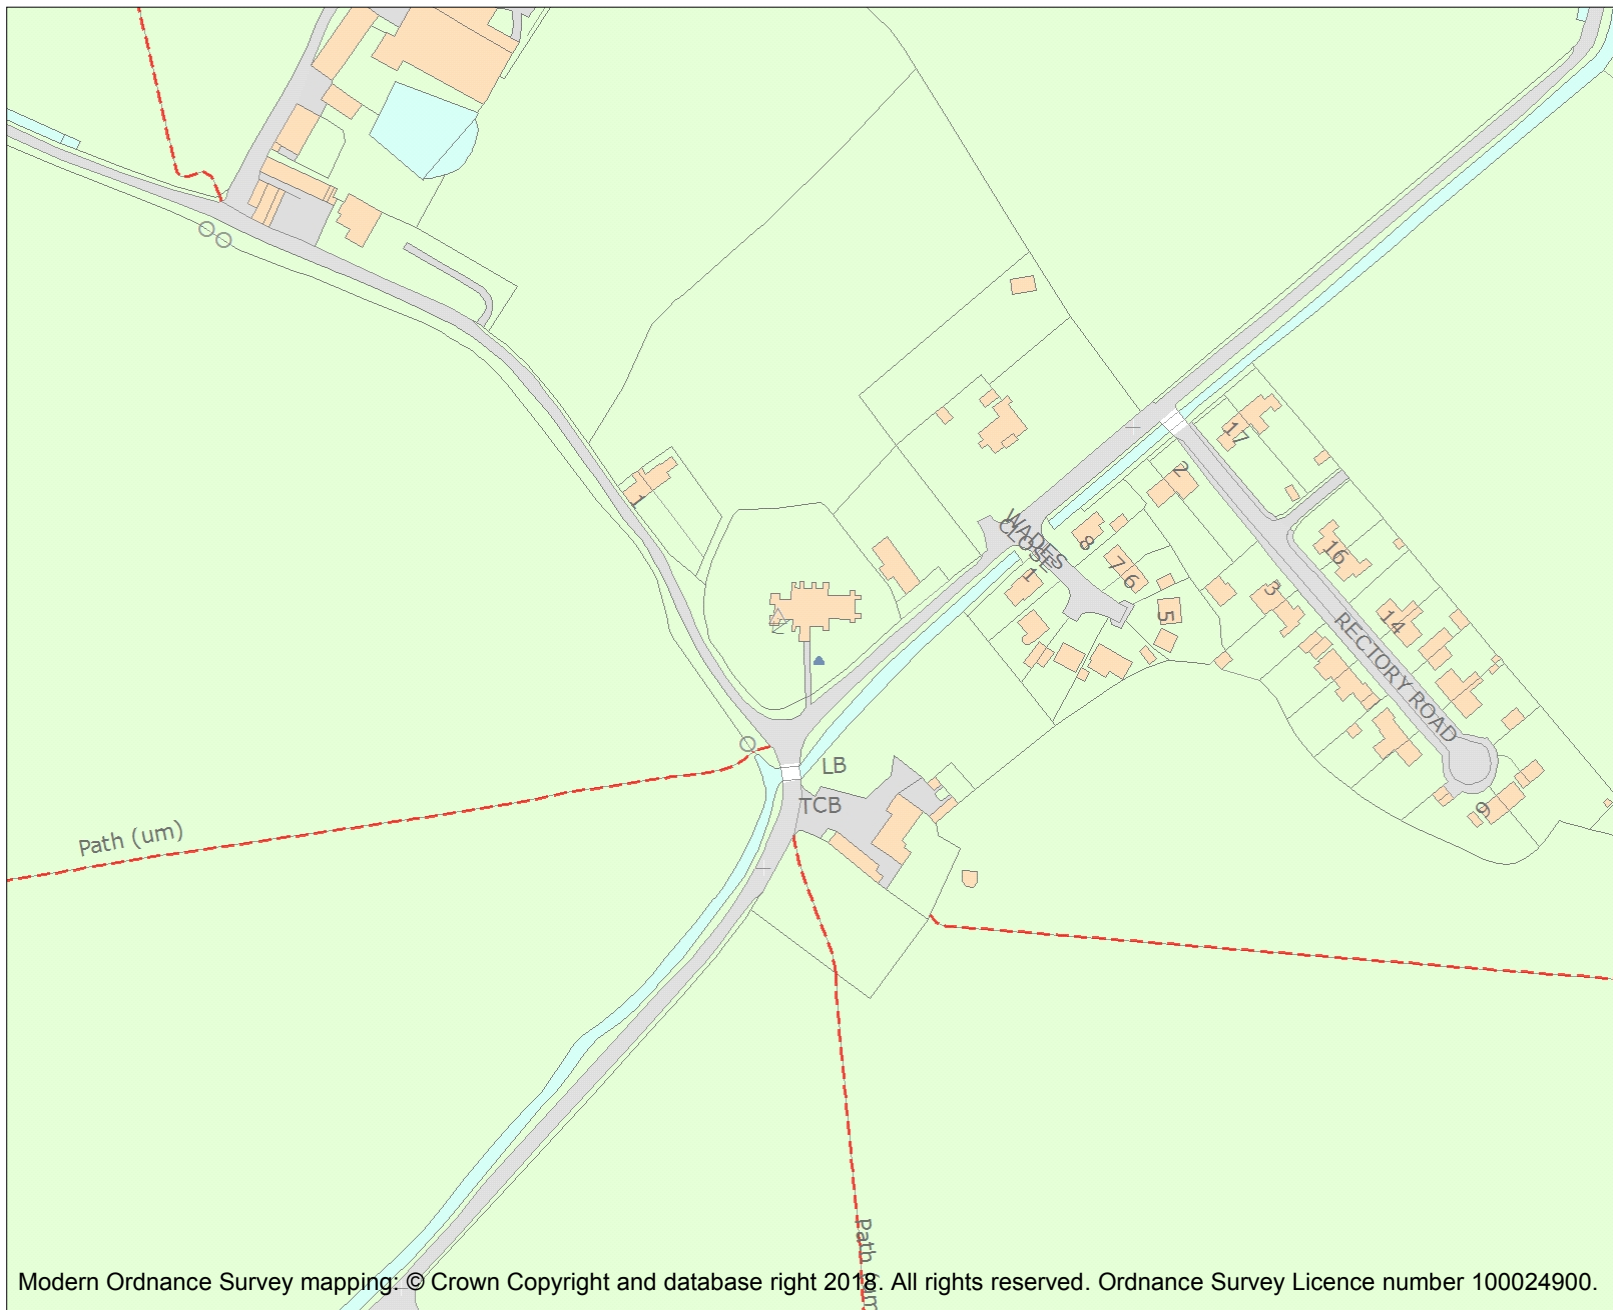 17
2
WADES
CLOSE
8
7
6
1
1
5
16
3
14
RECTORY ROAD
LB
TCB
9
Path (um)
Path (um
Modern Ordnance Survey mapping: © Crown Copyright and database right 2018. All rights reserved. Ordnance Survey Licence number 100024900.